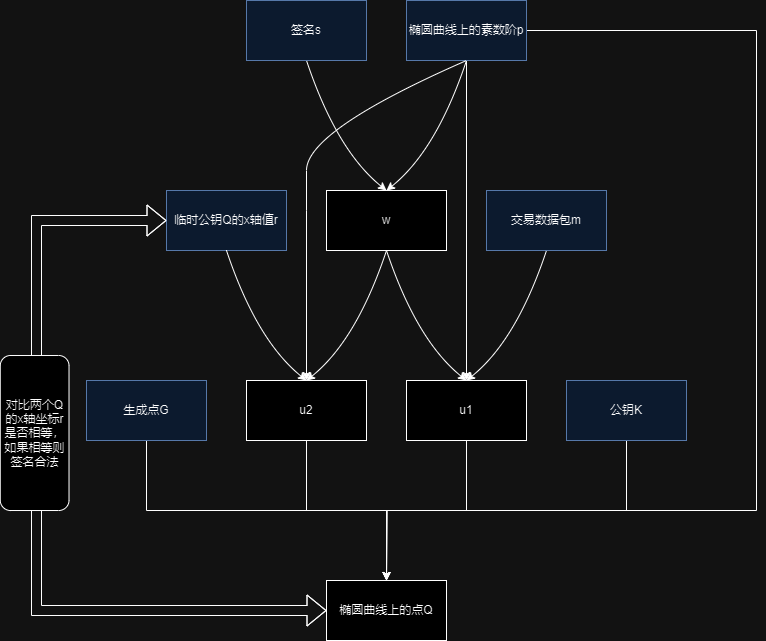 签名s
椭圆曲线上的素数阶p
临时公钥Q的x轴值r
w
交易数据包m
对比两个Q
的x轴坐标r
是否相等，
如果相等则
签名合法
生成点G
u2
u1
公钥K
椭圆曲线上的点Q